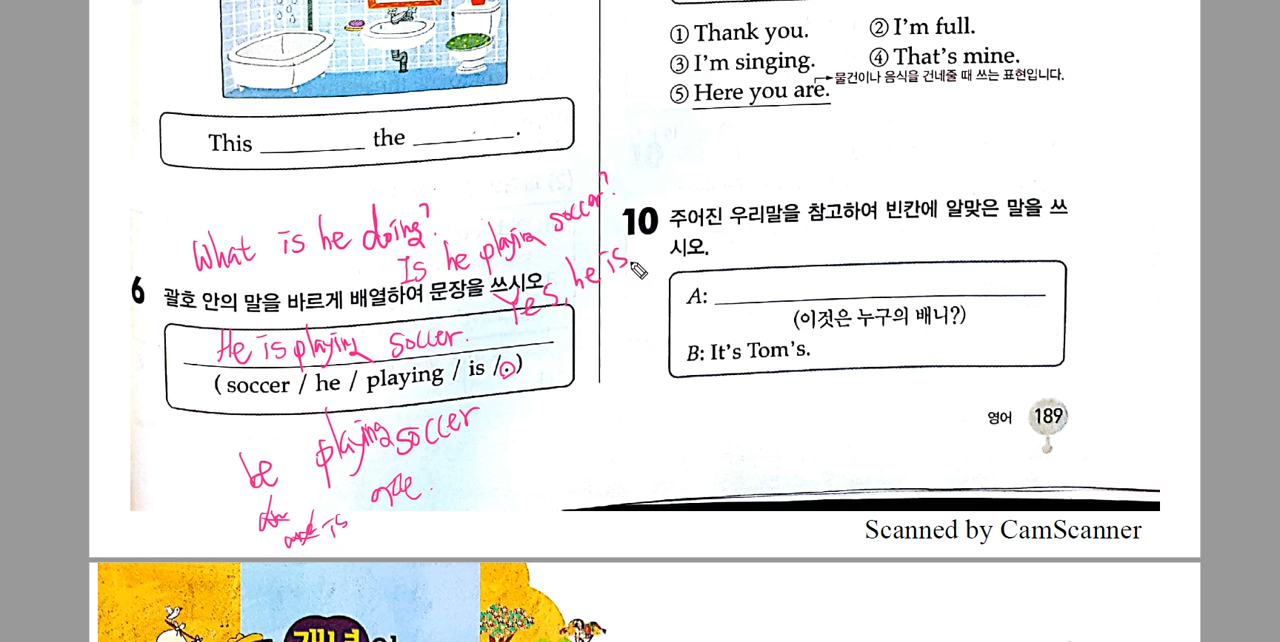 This ________ the ________.
What is he doing?
Is he playing soccer?
Yes, he is
6 괄호 안의 말을 바르게 배열하여 문장을 쓰시오.
He is playing soccer.
( soccer / he / playing / is / . )
be playing soccer
is
① Thank you. ② I'm full.
③ I'm singing. ④ That's mine.
물건이나 음식을 건네줄 때 쓰는 표현입니다.
⑤ Here you are.
10 주어진 우리말을 참고하여 빈칸에 알맞은 말을 쓰
시오.
A: ________
(이것은 누구의 배니?)
B: It's Tom's.
영어 189
Scanned by CamScanner